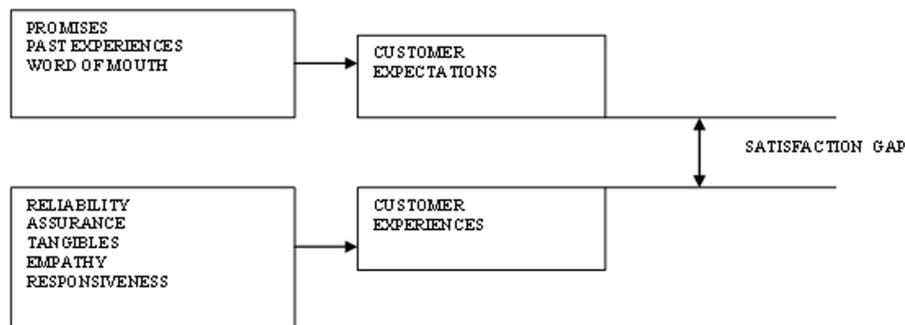 PROMISES
PAST EXPERIENCES
WORD OF MOUTH
CUSTOMER
EXPECTATIONS
SATISFACTION GAP
RELIABILITY
ASSURANCE
TANGIBLES
EMPATHY
RESPONSIVENESS
CUSTOMER
EXPERIENCES